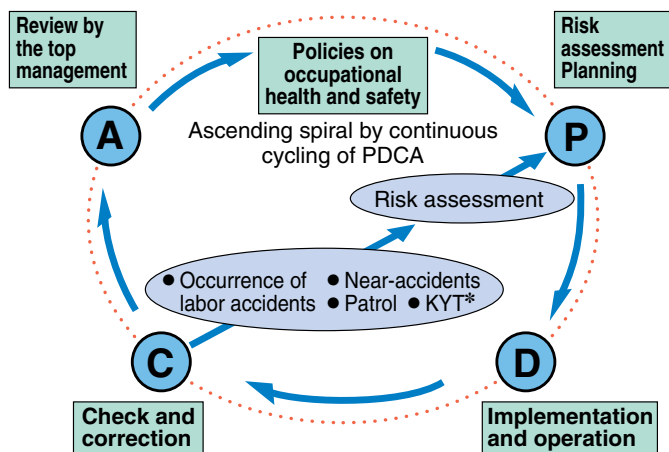 Review by
the top
management
Policies on
occupational
health and safety
Risk
assessment
Planning
A
P
Ascending spiral by continuous
cycling of PDCA
Risk assessment
● Occurrence of
labor accidents
● Near-accidents
● Patrol ● KYT*
C
D
Check and
correction
Implementation
and operation